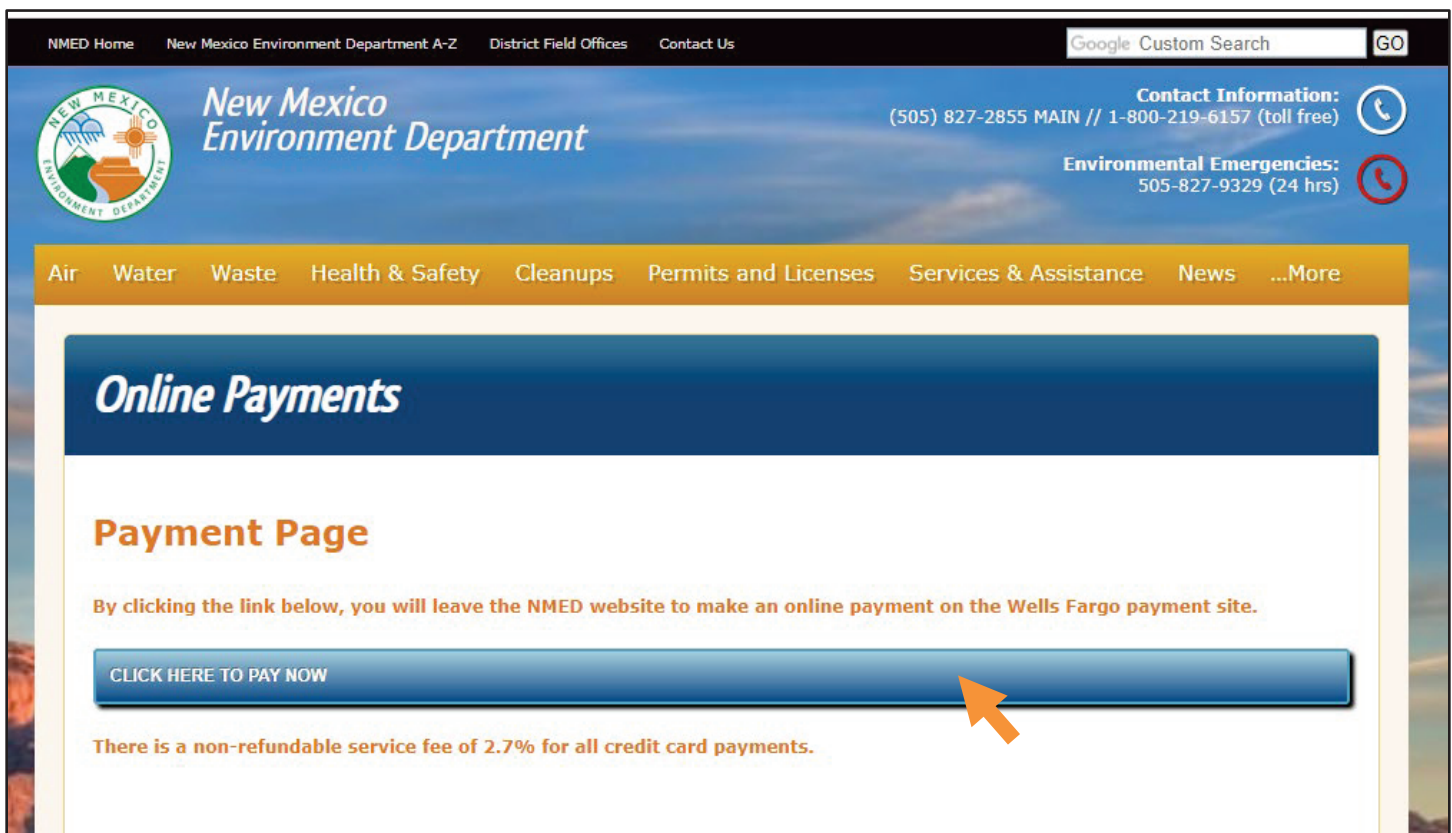 NMED Home New Mexico Environment Department A-Z District Field Offices Contact Us Google Custom Search GO
NEW MEXICO
ENVIRONMENT DEPARTMENT
New Mexico
Environment Department
Contact Information:
(505) 827-2855 MAIN // 1-800-219-6157 (toll free)
Environmental Emergencies:
505-827-9329 (24 hrs)
Air Water Waste Health & Safety Cleanups Permits and Licenses Services & Assistance News ...More
Online Payments
Payment Page
By clicking the link below, you will leave the NMED website to make an online payment on the Wells Fargo payment site.
CLICK HERE TO PAY NOW
There is a non-refundable service fee of 2.7% for all credit card payments.